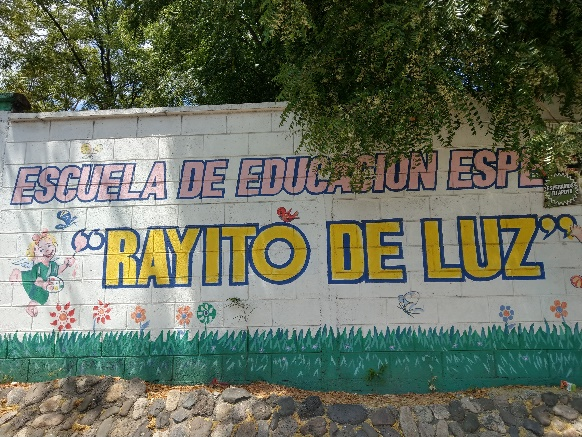 ESCUELA DE EDUCACION ESPE
"RAYITO DE LUZ"